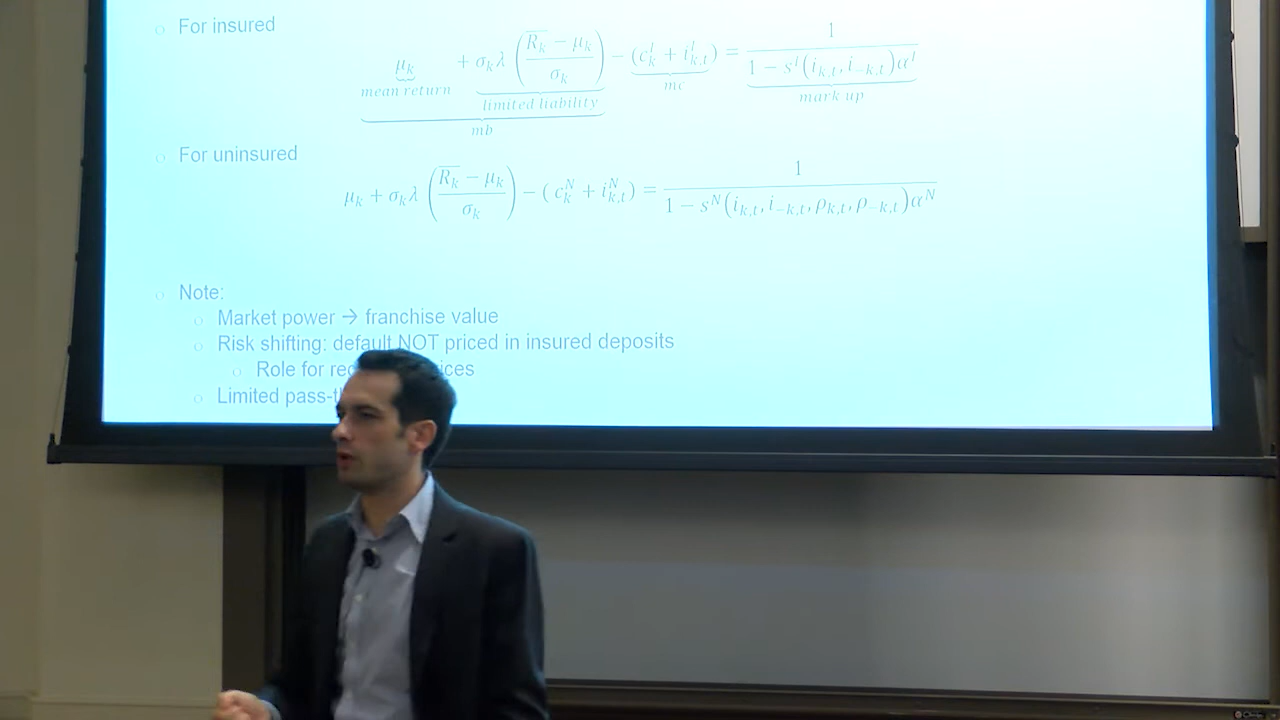 For insured
μ_k + σ_k λ ( (R̅_k − μ_k) / σ_k ) − (c_k^I + i_{k,t}^I) = 1 / (1 − s^I(i_{k,t}, i_{−k,t})α^I)
mean return limited liability mc mark up
mb
For uninsured
μ_k + σ_k λ ( (R̅_k − μ_k) / σ_k ) − ( c_k^N + i_{k,t}^N) = 1 / (1 − s^N(i_{k,t}, i_{−k,t}, ρ_{k,t}, ρ_{−k,t})α^N)
Note:
Market power → franchise value
Risk shifting: default NOT priced in insured deposits
Role for
Limited